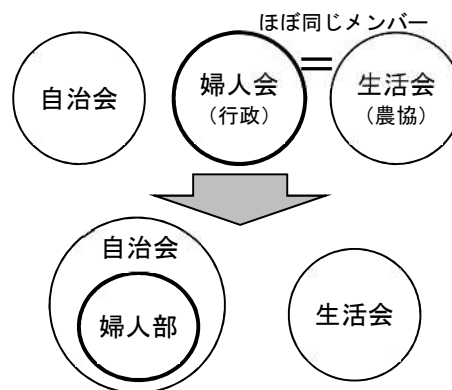 ほぼ同じメンバー
自治会
婦人会
(行政)
＝
生活会
(農協)
自治会
婦人部
生活会